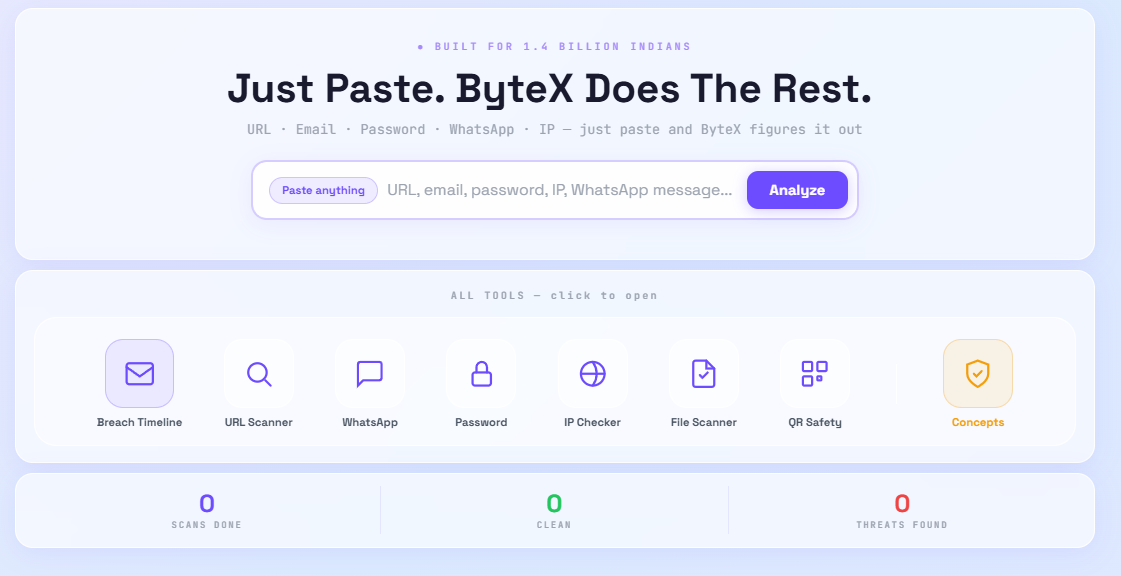 • BUILT FOR 1.4 BILLION INDIANS
Just Paste. ByteX Does The Rest.
URL · Email · Password · WhatsApp · IP — just paste and ByteX figures it out
Paste anything URL, email, password, IP, WhatsApp message... Analyze
ALL TOOLS — click to open
Breach Timeline URL Scanner WhatsApp Password IP Checker File Scanner QR Safety Concepts
0 0 0
SCANS DONE CLEAN THREATS FOUND